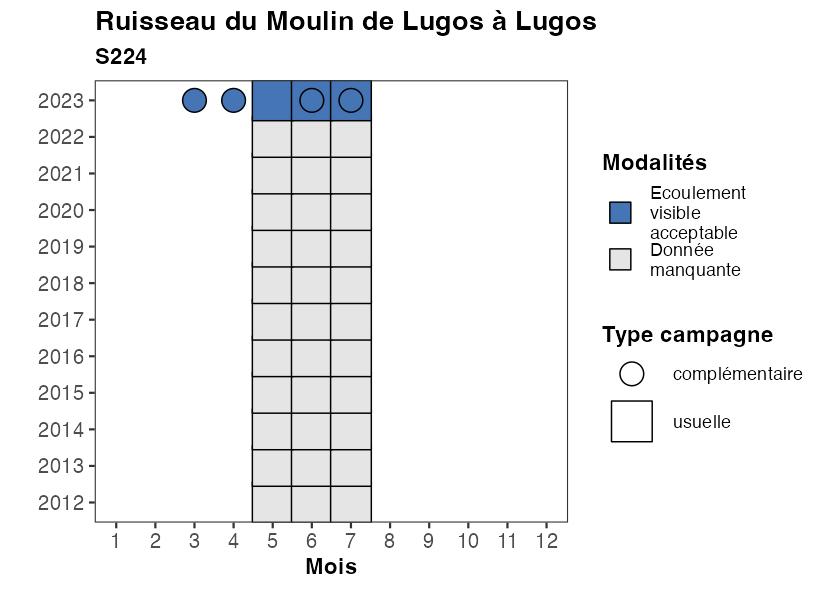 Ruisseau du Moulin de Lugos à Lugos
S224
2023
2022
2021
2020
2019
2018
2017
2016
2015
2014
2013
2012
1 2 3 4 5 6 7 8 9 10 11 12
Mois
Modalités
Ecoulement
visible
acceptable
Donnée
manquante
Type campagne
complémentaire
usuelle